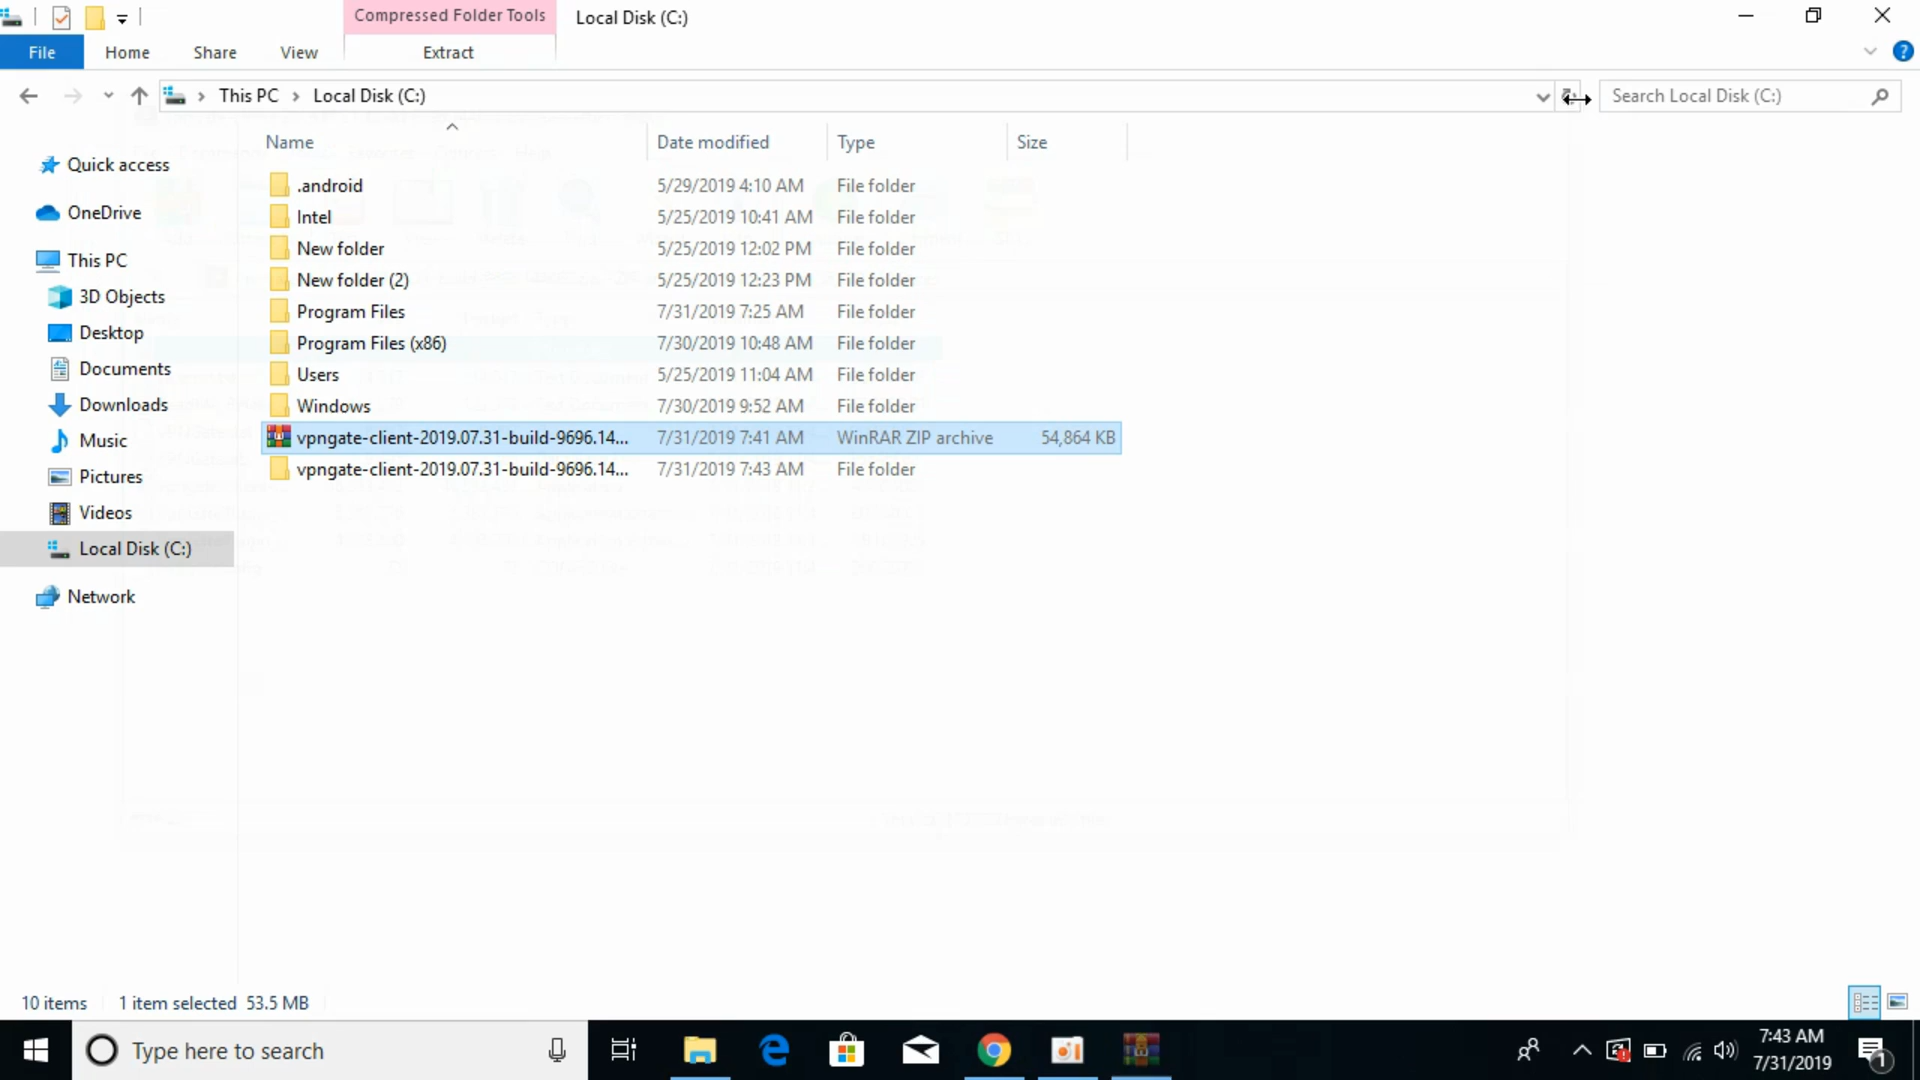 Compressed Folder Tools
Local Disk (C:)
File Home Share View Extract
This PC > Local Disk (C:)
Search Local Disk (C:)
Name Date modified Type Size
Quick access
OneDrive
This PC
3D Objects
Desktop
Documents
Downloads
Music
Pictures
Videos
Local Disk (C:)
Network
.android 5/29/2019 4:10 AM File folder
Intel 5/25/2019 10:41 AM File folder
New folder 5/25/2019 12:02 PM File folder
New folder (2) 5/25/2019 12:23 PM File folder
Program Files 7/31/2019 7:25 AM File folder
Program Files (x86) 7/30/2019 10:48 AM File folder
Users 5/25/2019 11:04 AM File folder
Windows 7/30/2019 9:52 AM File folder
vpngate-client-2019.07.31-build-9696.14... 7/31/2019 7:41 AM WinRAR ZIP archive 54,864 KB
vpngate-client-2019.07.31-build-9696.14... 7/31/2019 7:43 AM File folder
10 items 1 item selected 53.5 MB
Type here to search
7:43 AM
7/31/2019
1